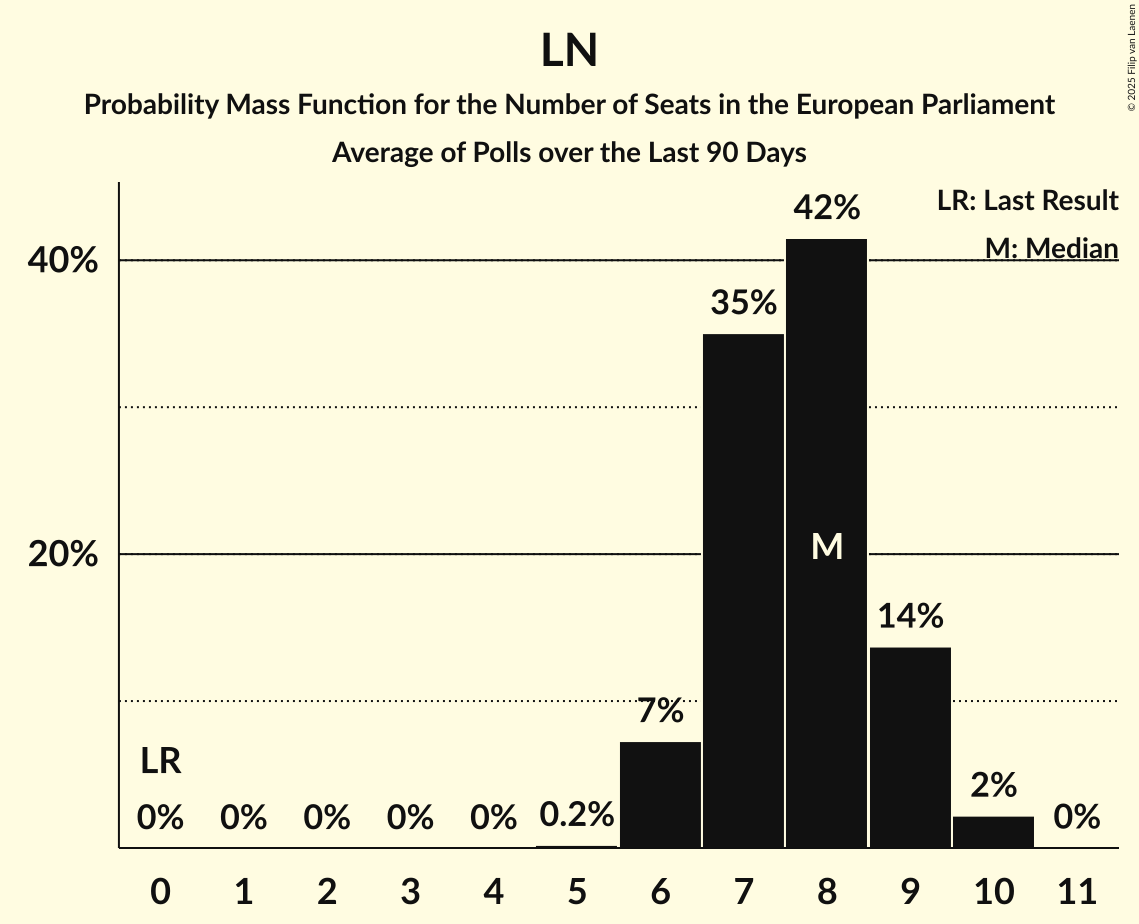 LN
Probability Mass Function for the Number of Seats in the European Parliament
Average of Polls over the Last 90 Days
© 2025 Filip van Laenen
LR: Last Result
M: Median
40%
20%
LR
0%
0%
0%
0%
0%
0.2%
7%
35%
42%
M
14%
2%
0%
0 1 2 3 4 5 6 7 8 9 10 11